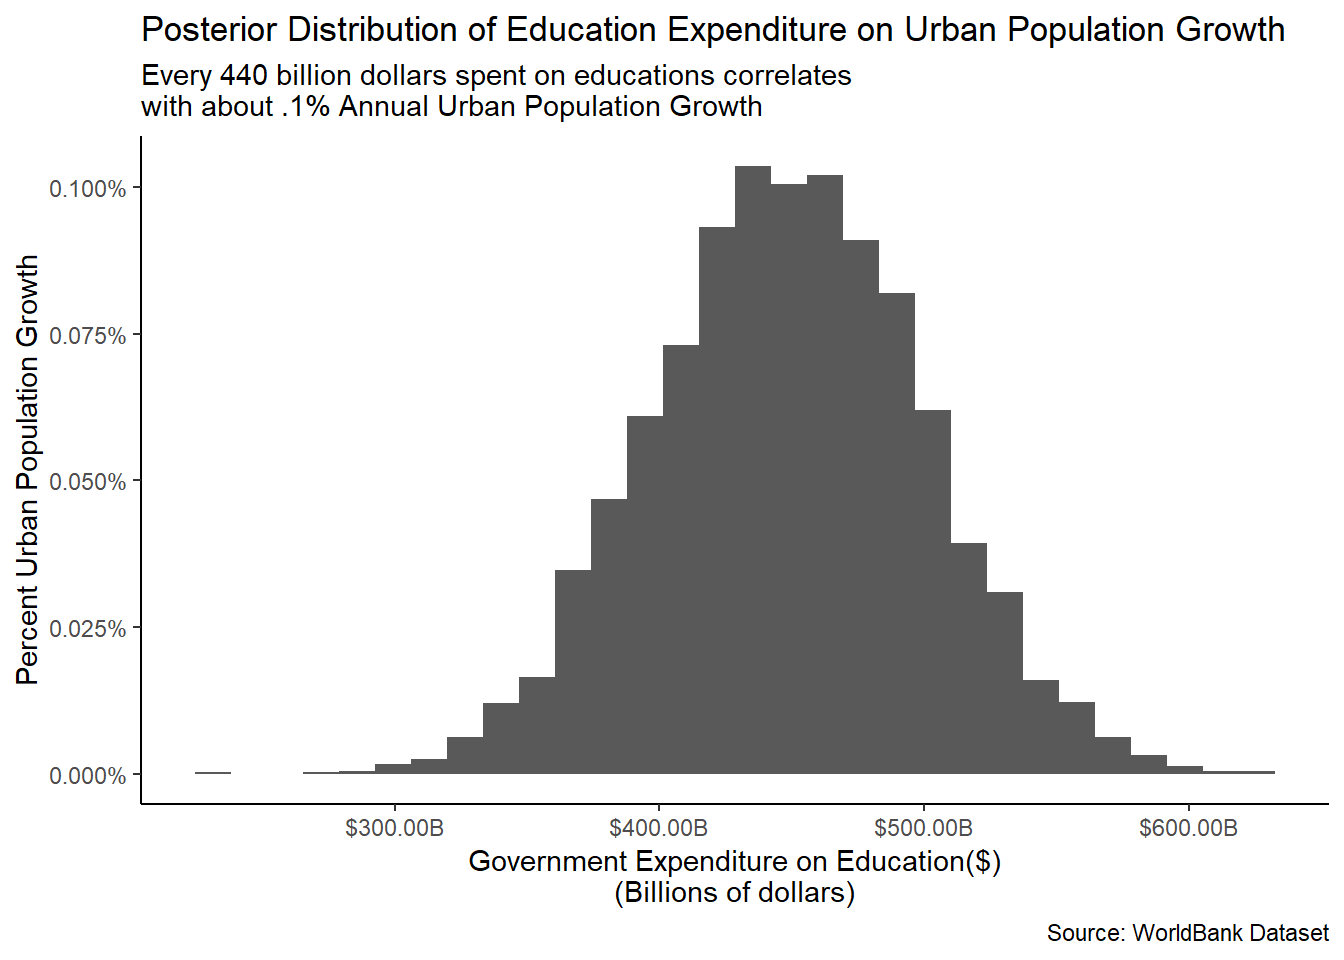 Posterior Distribution of Education Expenditure on Urban Population Growth
Every 440 billion dollars spent on educations correlates
with about .1% Annual Urban Population Growth
Percent Urban Population Growth
0.100%
0.075%
0.050%
0.025%
0.000%
$300.00B
$400.00B
$500.00B
$600.00B
Government Expenditure on Education($)
(Billions of dollars)
Source: WorldBank Dataset